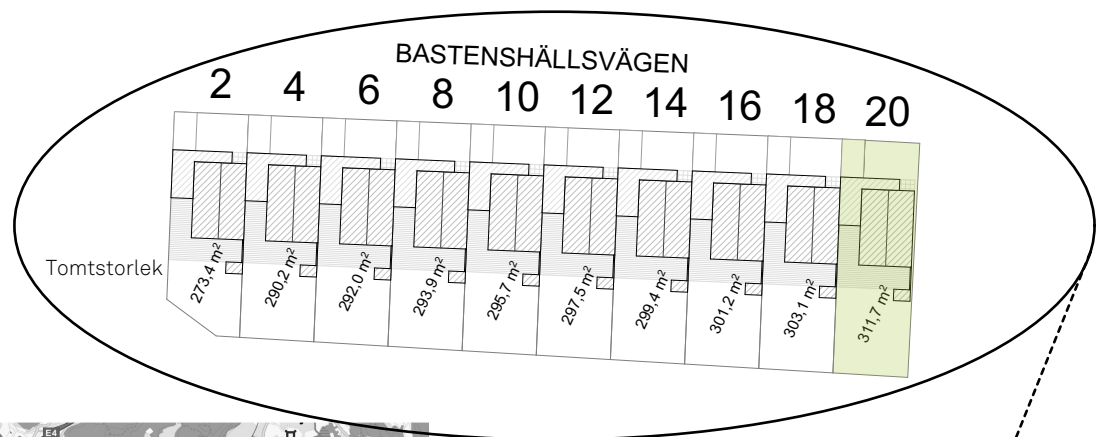 BASTENSHÄLLSVÄGEN
2 4 6 8 10 12 14 16 18 20
Tomtstorlek
273,4 m²
290,2 m²
292,0 m²
293,9 m²
295,7 m²
297,5 m²
299,4 m²
301,2 m²
303,1 m²
311,7 m²
E4